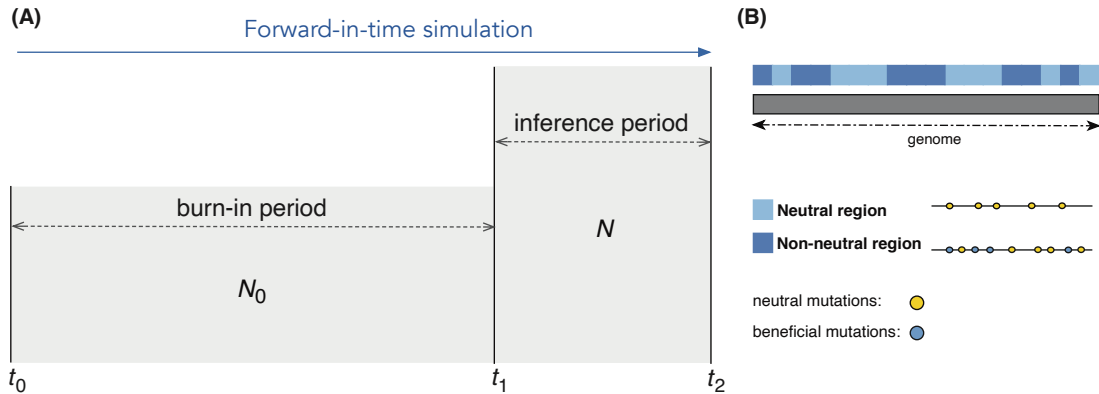 (A)
Forward-in-time simulation
inference period
burn-in period
N
N0
t0
t1
t2
(B)
genome
Neutral region
Non-neutral region
neutral mutations:
beneficial mutations: